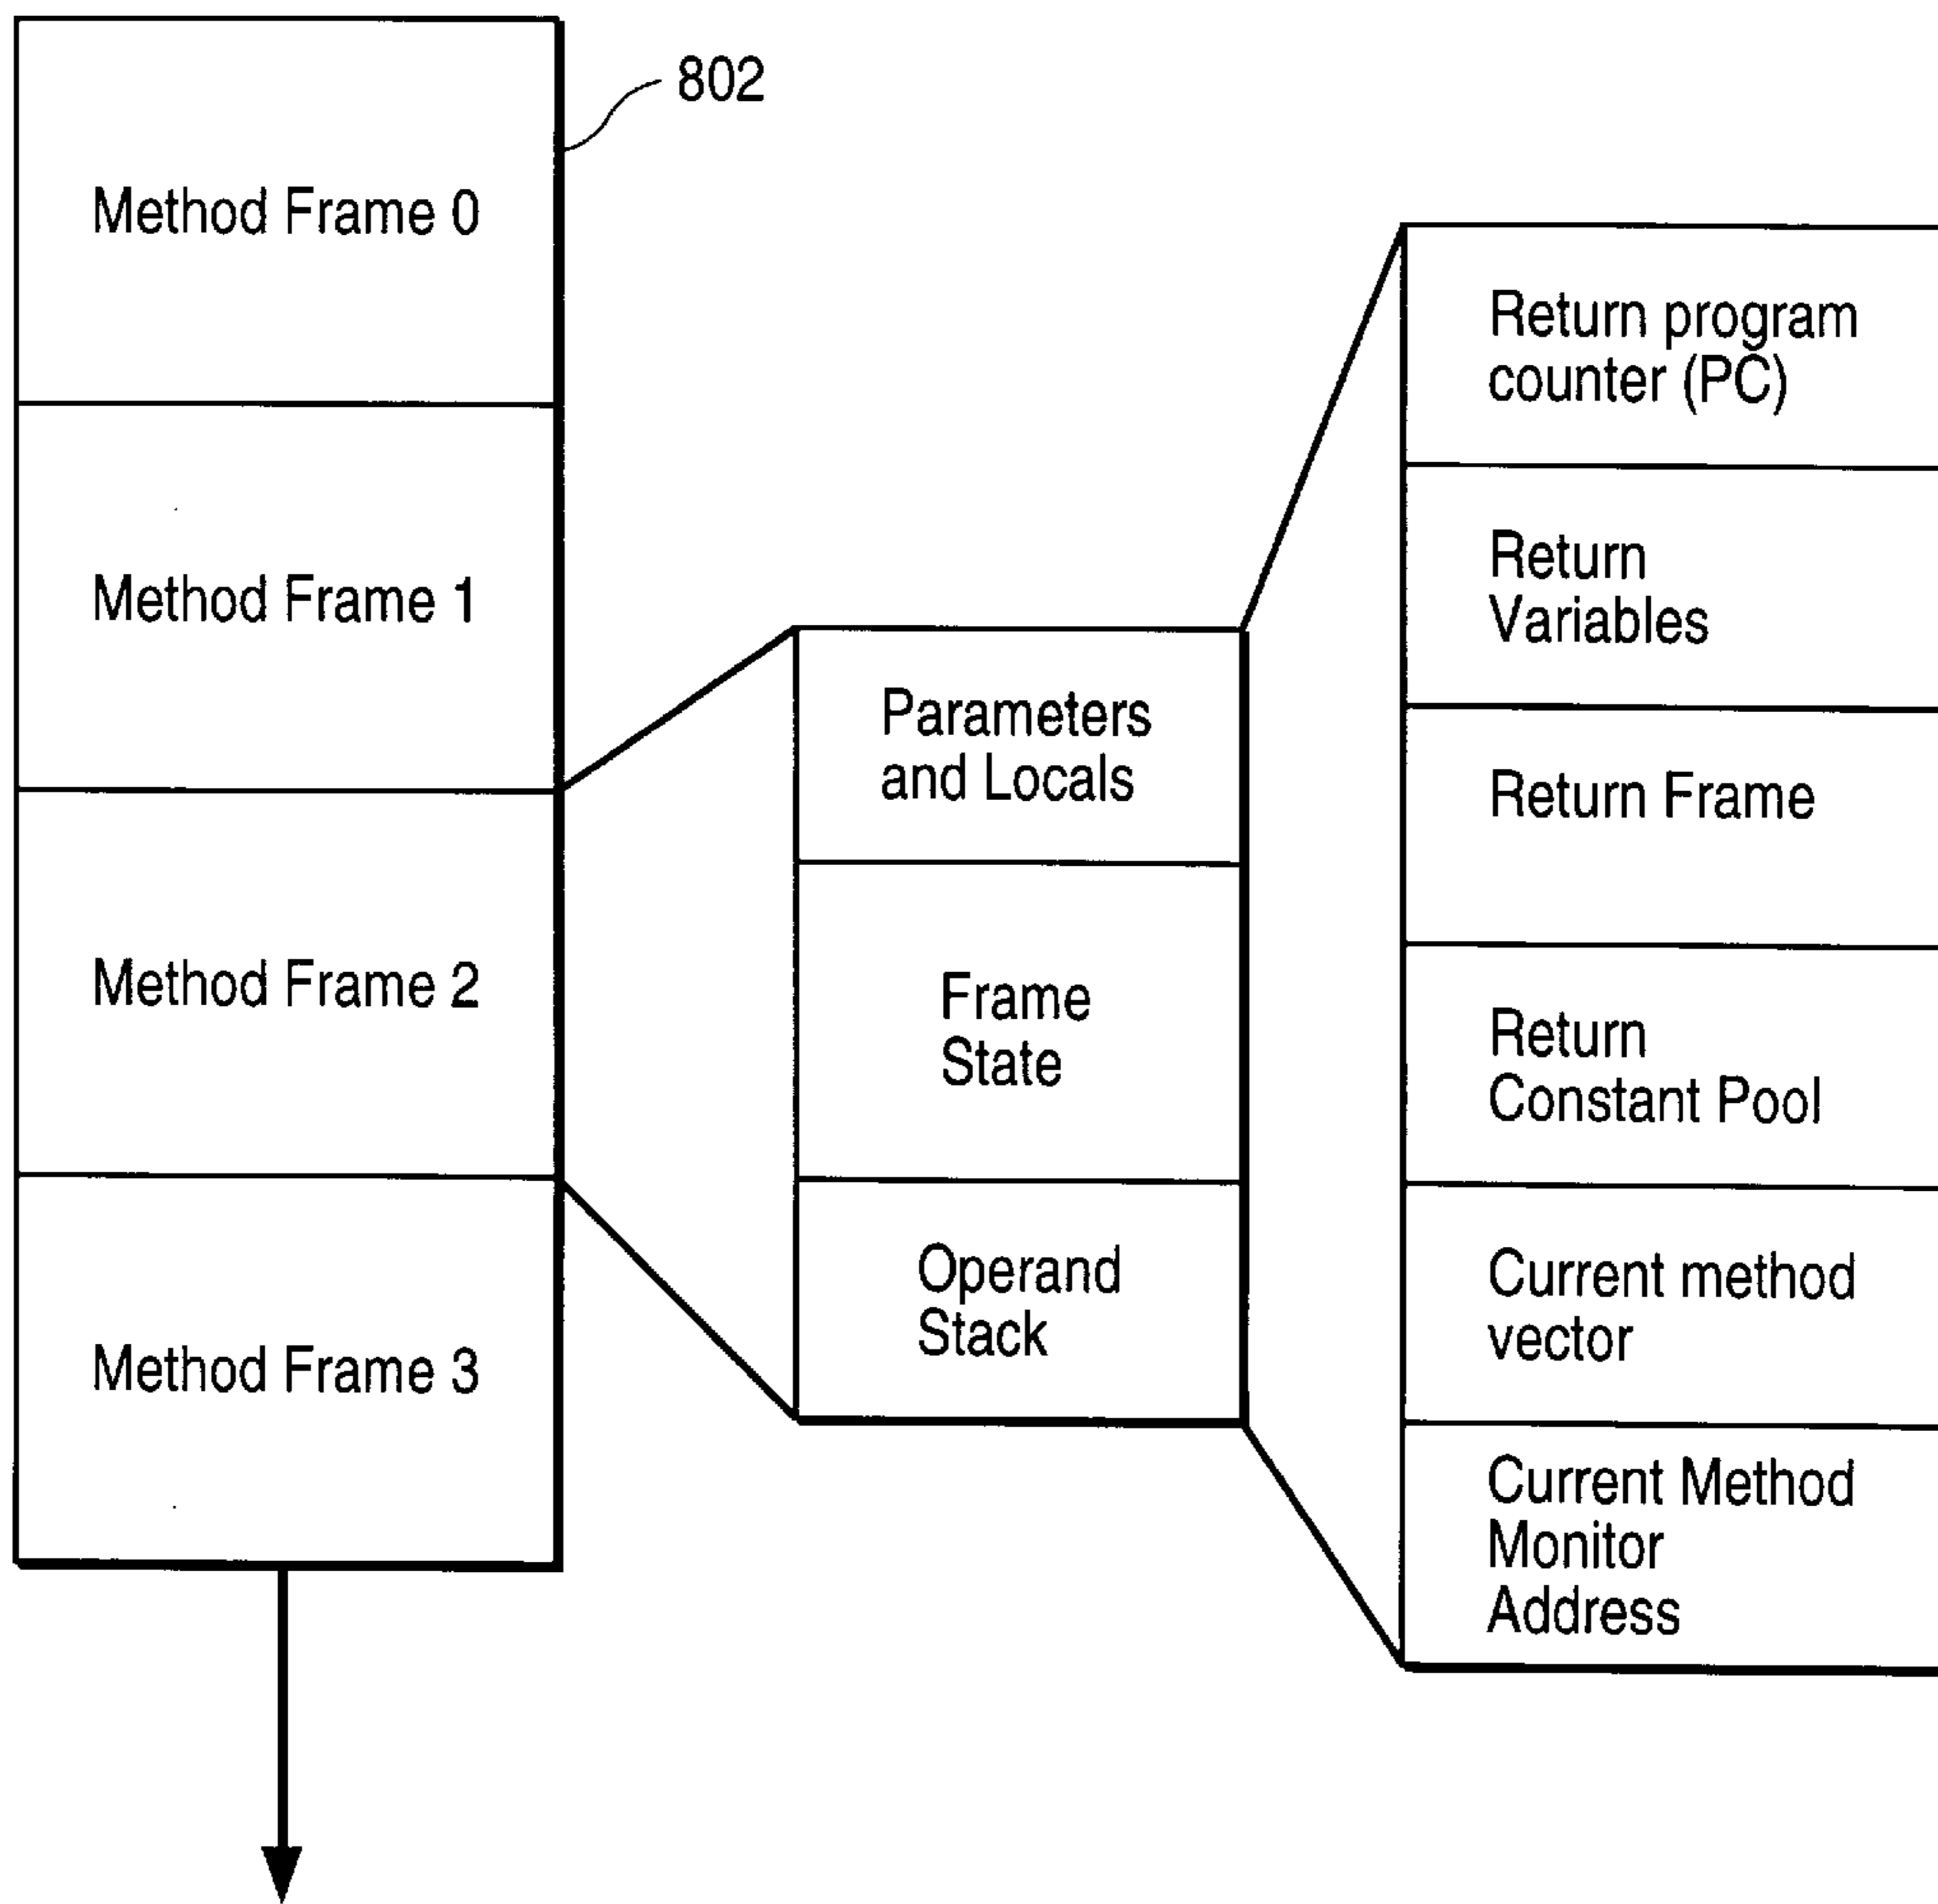 802
Method Frame 0
Method Frame 1
Method Frame 2
Method Frame 3
Parameters
and Locals
Frame
State
Operand
Stack
Return program
counter (PC)
Return
Variables
Return Frame
Return
Constant Pool
Current method
vector
Current Method
Monitor
Address